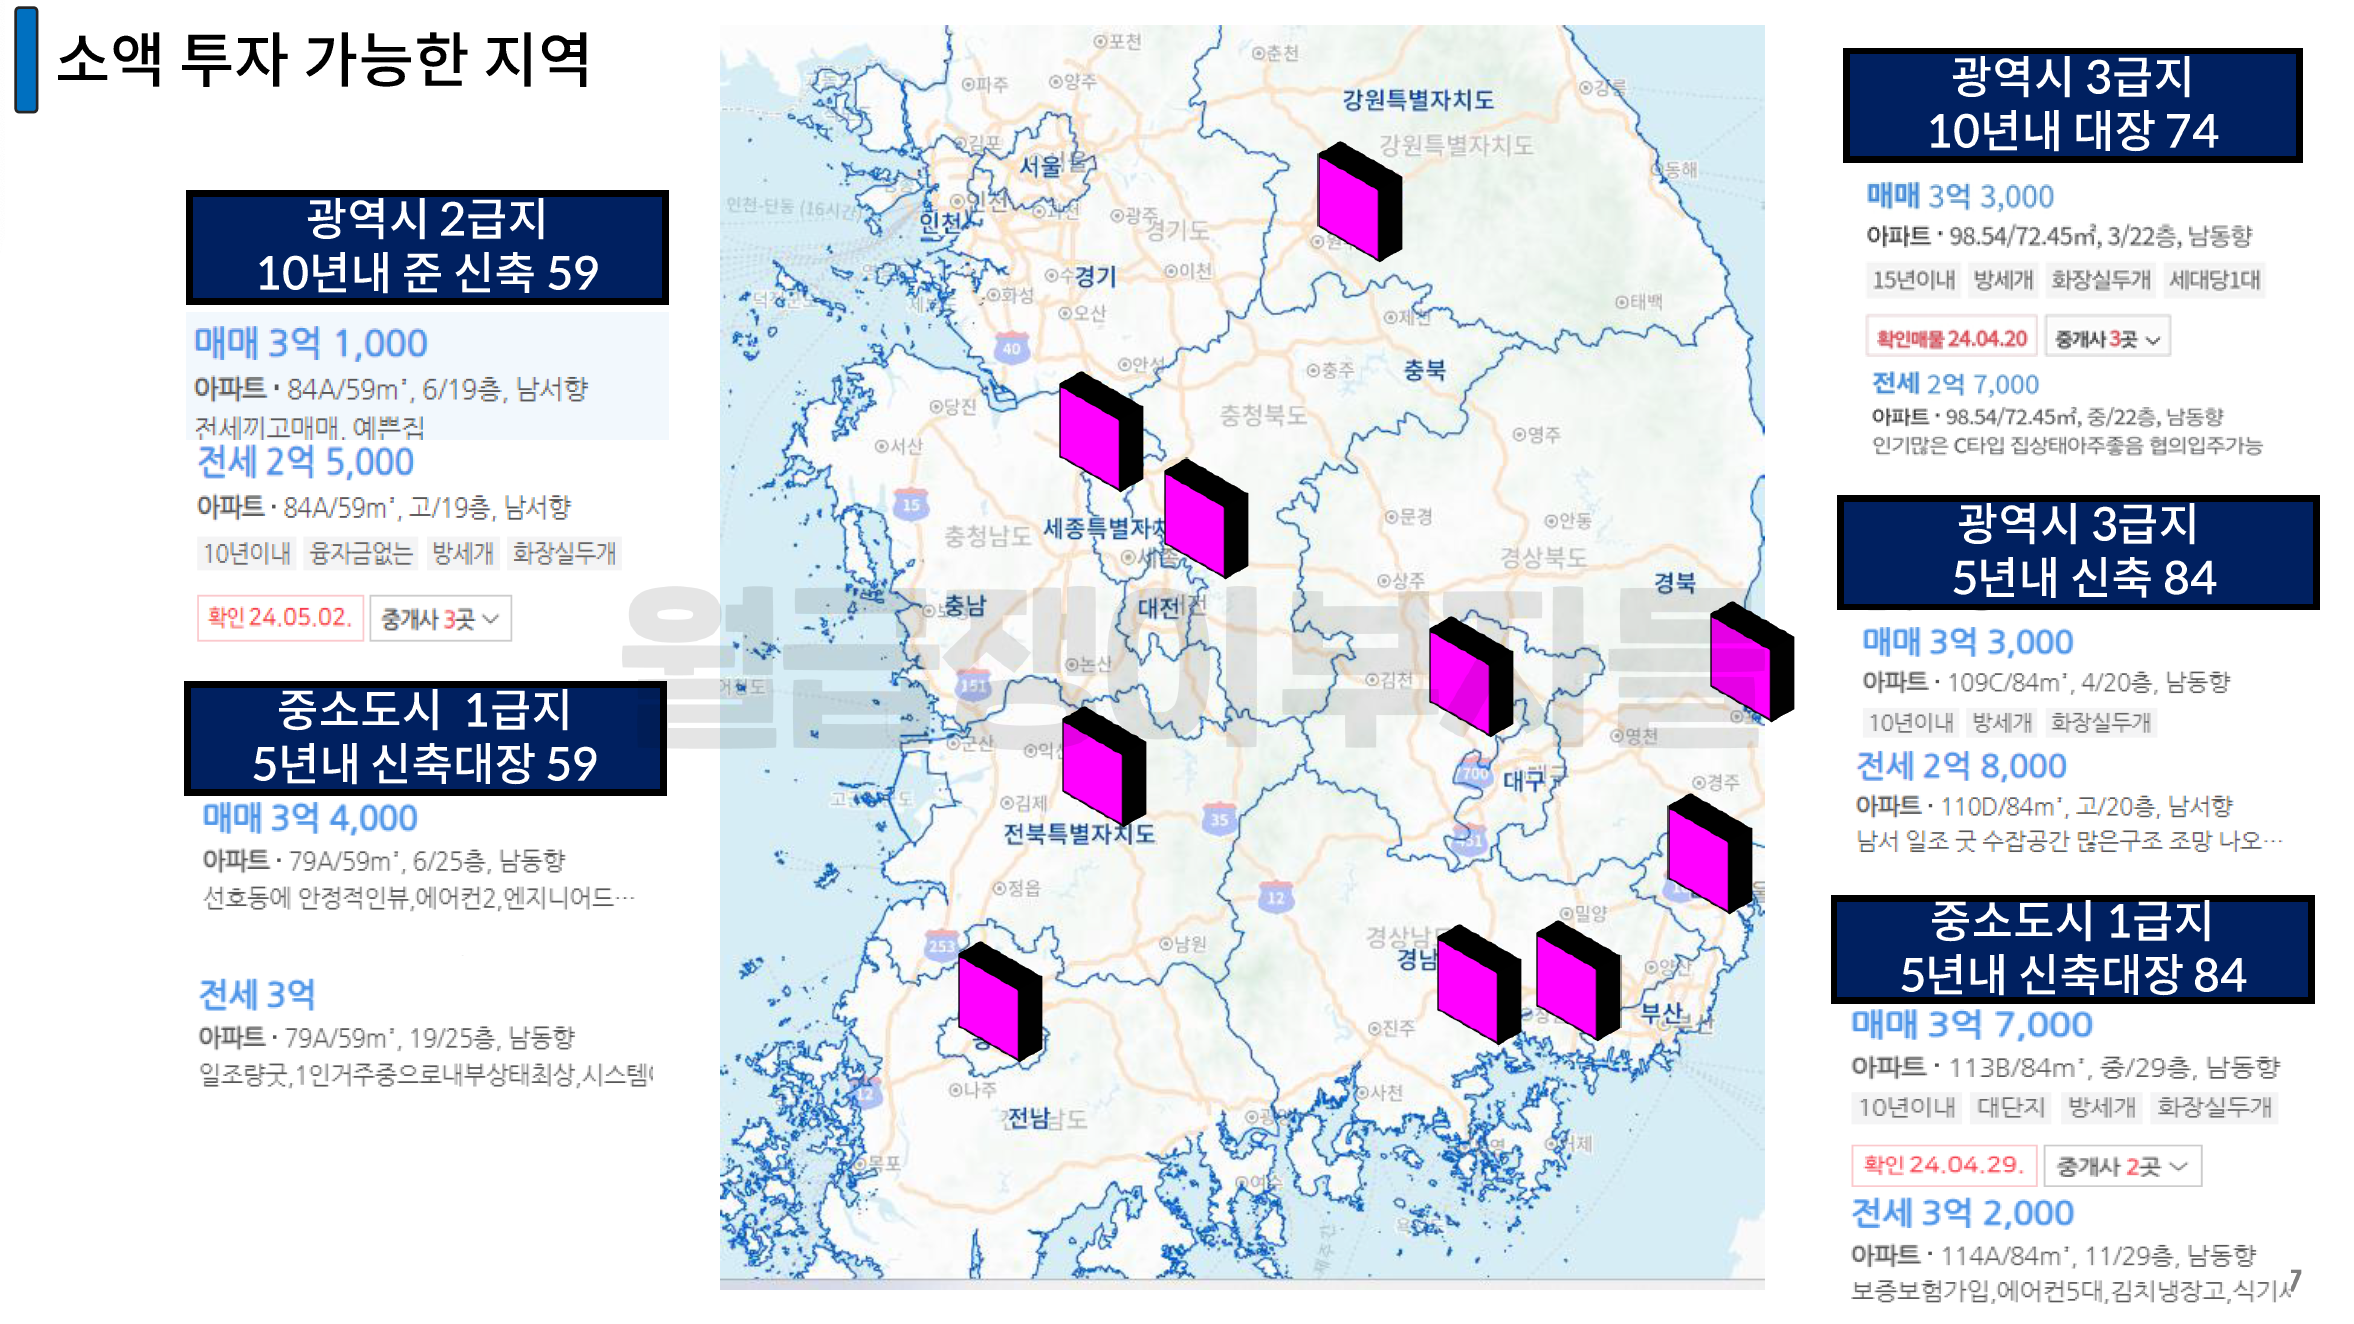 소액 투자 가능한 지역
광역시 2급지
10년내 준 신축 59
매매 3억 1,000
아파트 · 84A/59m², 6/19층, 남서향
전세끼고매매, 예쁜집
전세 2억 5,000
아파트 · 84A/59m², 고/19층, 남서향
10년이내 융자금없는 방세개 화장실두개
확인 24.05.02. 중개사 3곳
중소도시 1급지
5년내 신축대장 59
매매 3억 4,000
아파트 · 79A/59m², 6/25층, 남동향
선호동에 안정적인뷰,에어컨2,엔지니어드…
전세 3억
아파트 · 79A/59m², 19/25층, 남동향
일조량굿,1인거주중으로내부상태최상,시스템
포천
춘천
파주
양주
강원특별자치도
강릉
강원특별자치도
김포
서울
동해
인천-단동 (16시간)
인천
인천
과천
광주
경기도
경기
이천
화성
오산
태백
제천
40
안성
충주
충북
당진
충청북도
서산
영주
15
충청남도
세종특별자치
세종
문경
안동
경상북도
상주
경북
충남
대전
논산
김천
151
월급쟁이부자들
군산
영천
700
대구
경주
김제
전북특별자치도
35
451
정읍
12
밀양
253
남원
경상남도
경남
양산
부산
부산
진주
나주
사천
12
전남
목포
거제
여수
광역시 3급지
10년내 대장 74
매매 3억 3,000
아파트 · 98.54/72.45㎡, 3/22층, 남동향
15년이내 방세개 화장실두개 세대당1대
확인매물 24.04.20 중개사 3곳
전세 2억 7,000
아파트 · 98.54/72.45㎡, 중/22층, 남동향
인기많은 C타입 집상태아주좋음 협의입주가능
광역시 3급지
5년내 신축 84
매매 3억 3,000
아파트 · 109C/84m², 4/20층, 남동향
10년이내 방세개 화장실두개
전세 2억 8,000
아파트 · 110D/84m², 고/20층, 남서향
남서 일조 굿 수잡공간 많은구조 조망 나오…
중소도시 1급지
5년내 신축대장 84
매매 3억 7,000
아파트 · 113B/84m², 중/29층, 남동향
10년이내 대단지 방세개 화장실두개
확인 24.04.29. 중개사 2곳
전세 3억 2,000
아파트 · 114A/84m², 11/29층, 남동향
보증보험가입,에어컨5대,김치냉장고,식기
7